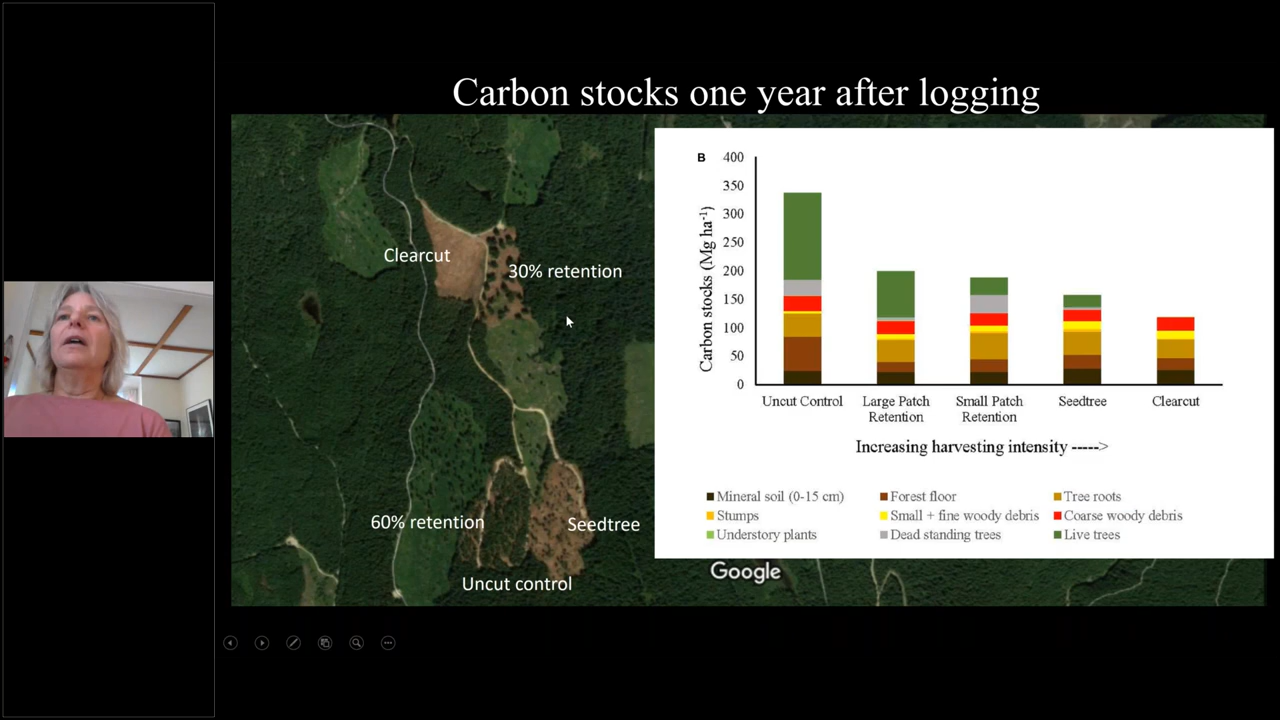 Carbon stocks one year after logging
Clearcut
30% retention
60% retention
Seedtree
Uncut control
Google
B
400
350
300
250
200
150
100
50
0
Carbon stocks (Mg ha⁻¹)
Uncut Control
Large Patch
Retention
Small Patch
Retention
Seedtree
Clearcut
Increasing harvesting intensity ----->
Mineral soil (0-15 cm)
Forest floor
Tree roots
Stumps
Small + fine woody debris
Coarse woody debris
Understory plants
Dead standing trees
Live trees